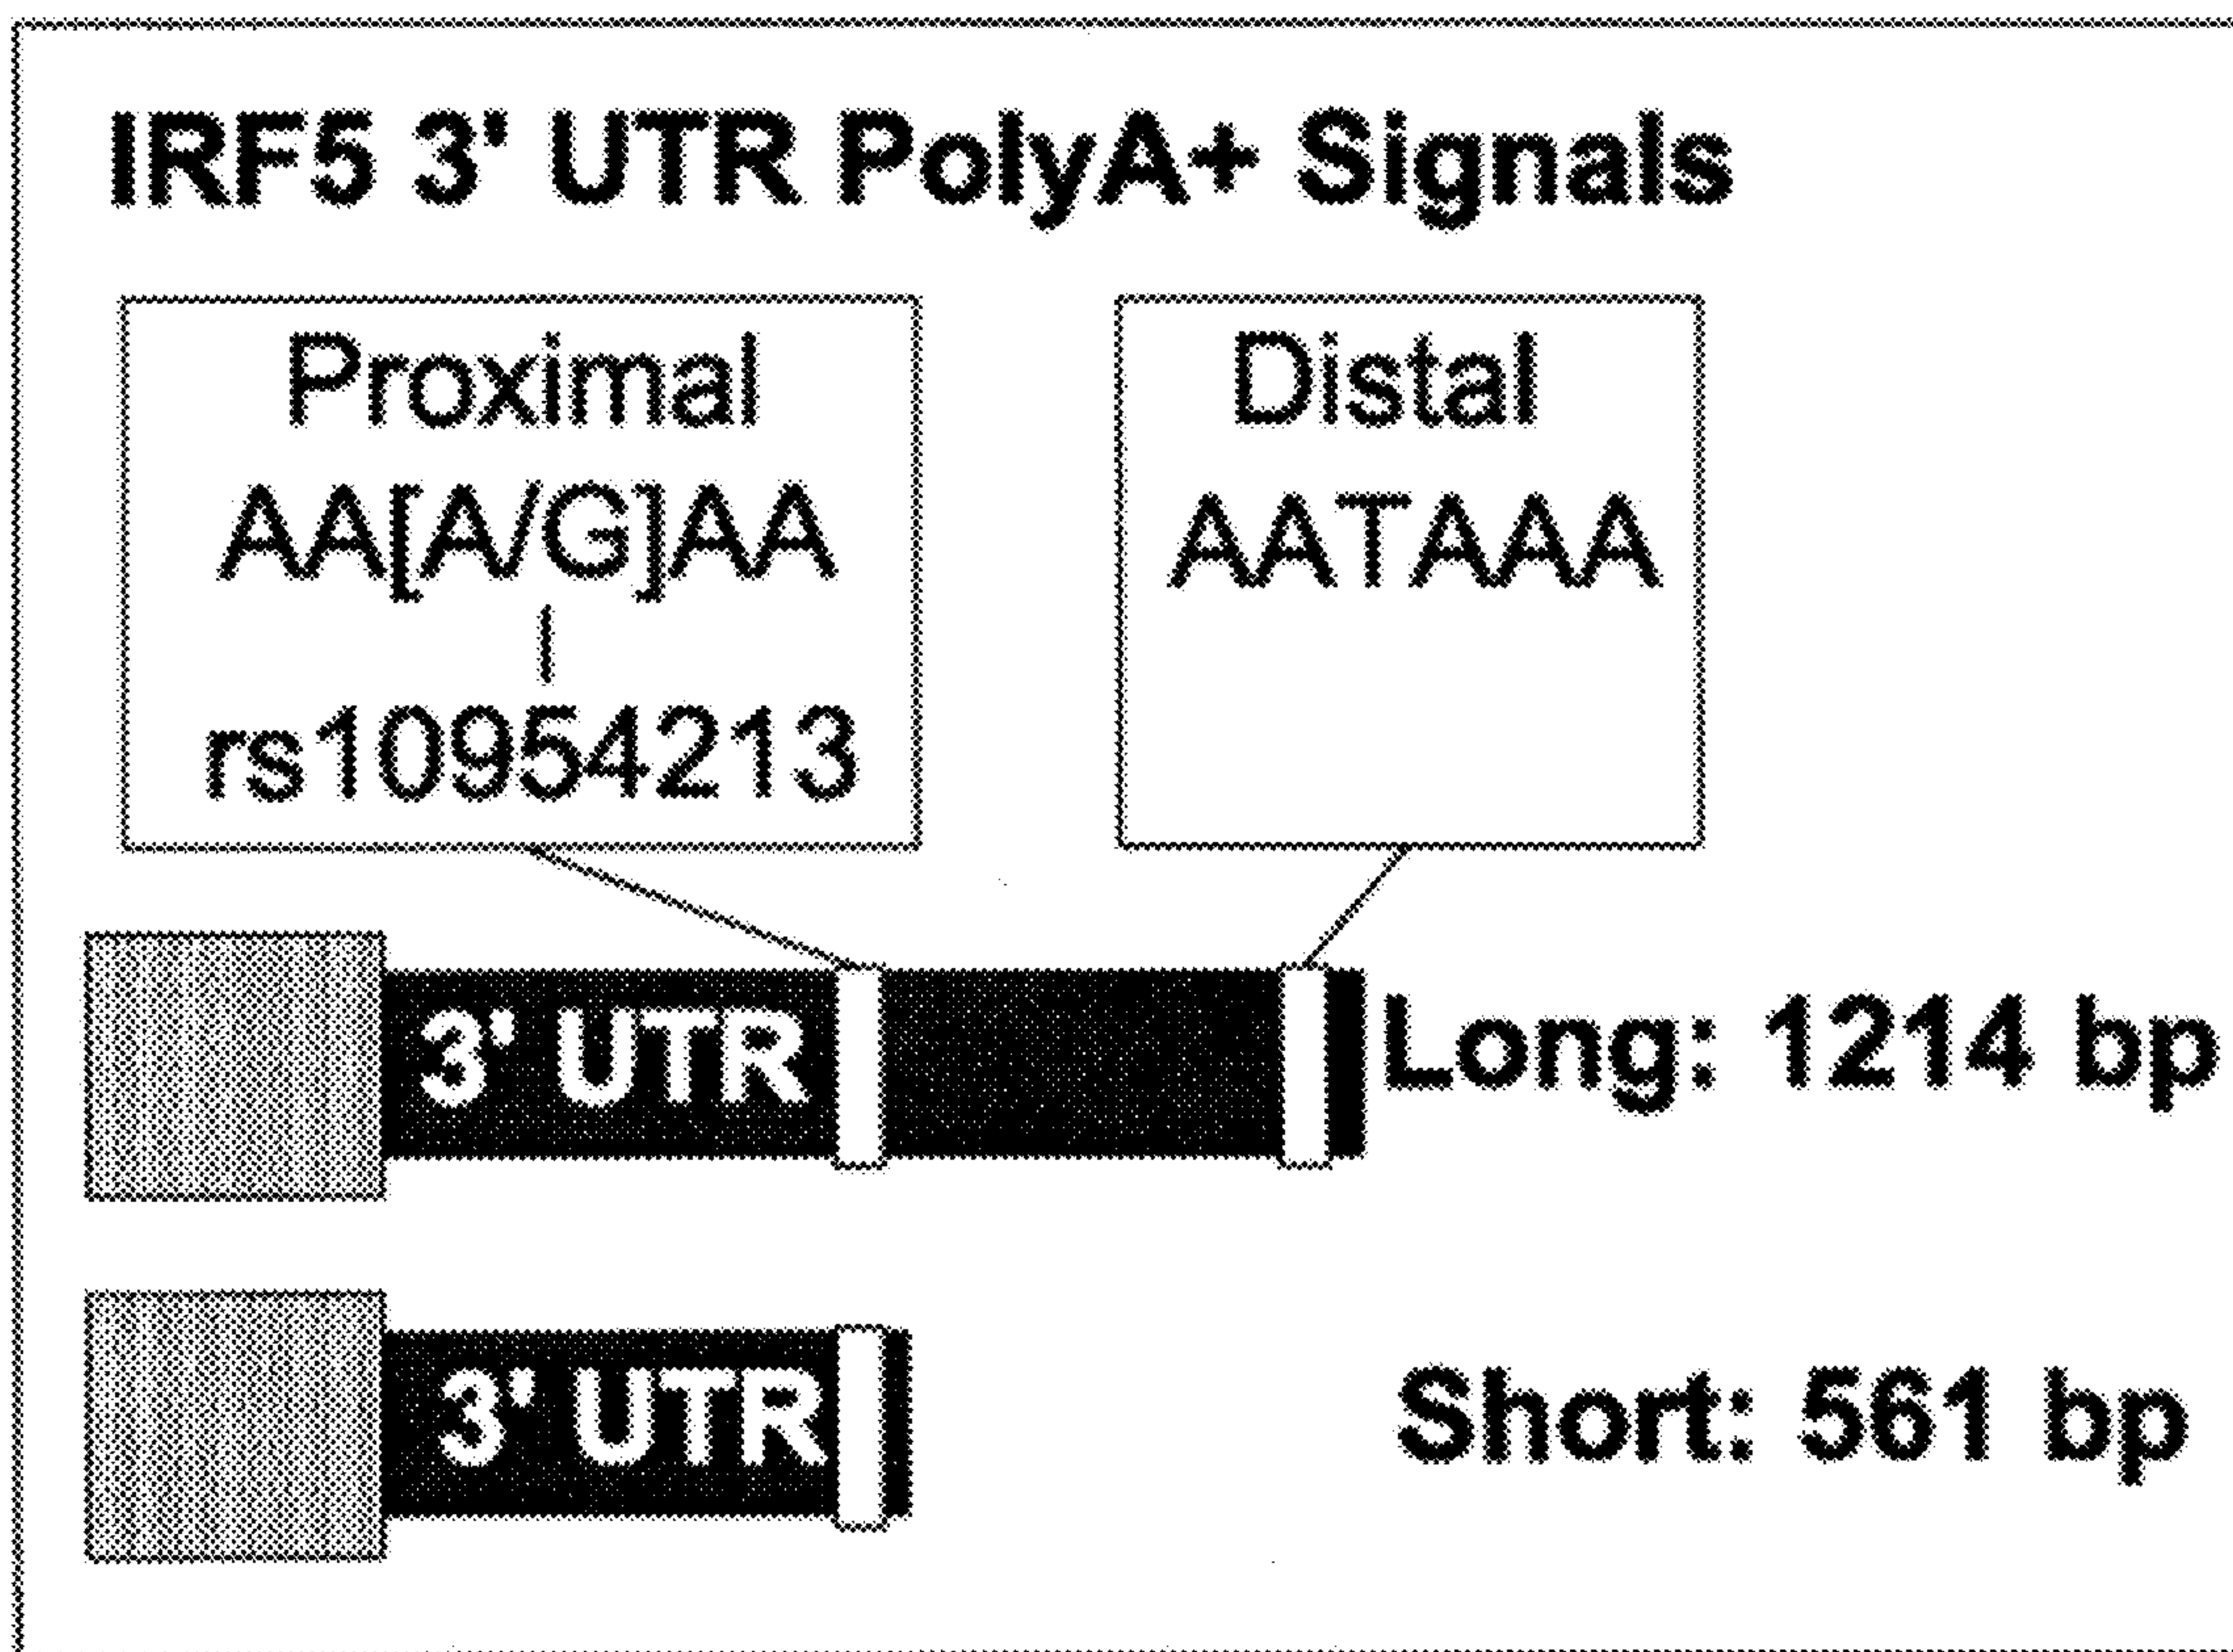 IRF5 3' UTR PolyA+ Signals
Proximal
AA[A/G]AA
rs10954213
Distal
AATAAA
3' UTR
Long: 1214 bp
3' UTR
Short: 561 bp